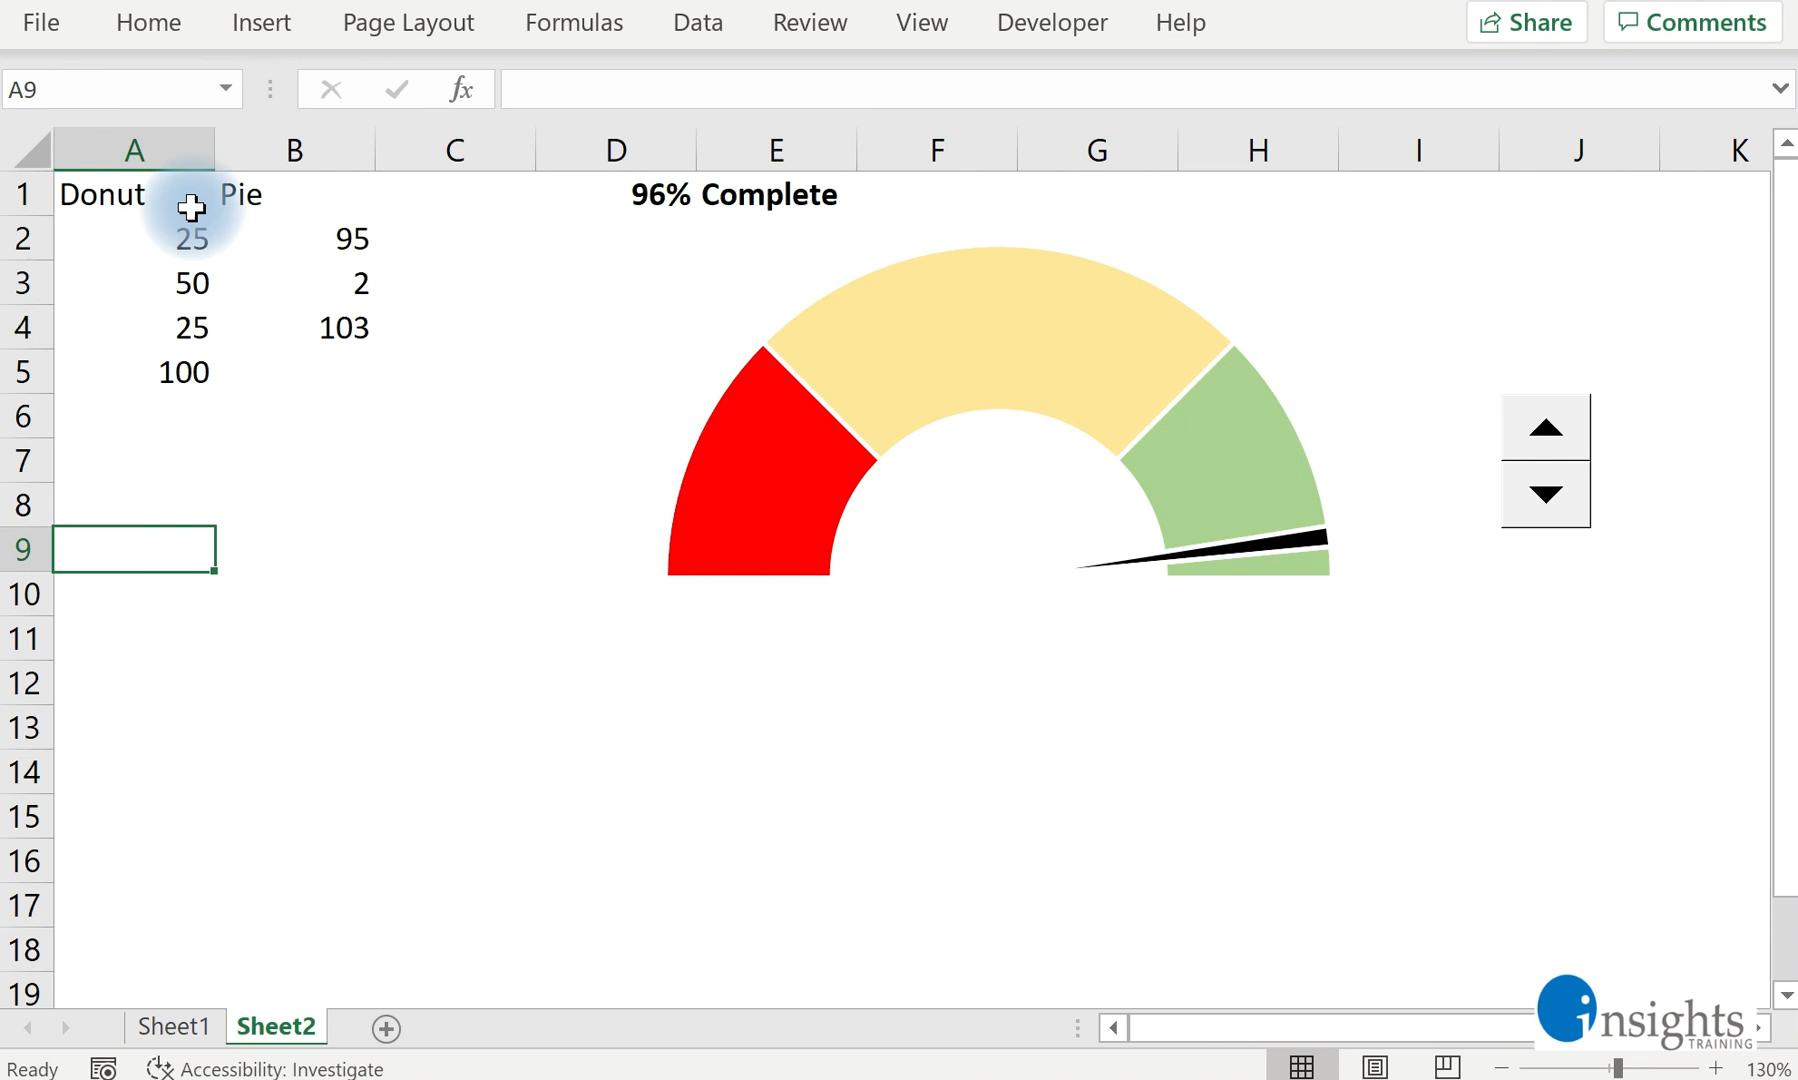 File Home Insert Page Layout Formulas Data Review View Developer Help Share Comments
A9 fx
A B C D E F G H I J K
1 Donut Pie 96% Complete
2 25 95
3 50 2
4 25 103
5 100
6
7
8
9
10
11
12
13
14
15
16
17
18
19
insights
TRAINING
Sheet1 Sheet2
Ready Accessibility: Investigate 130%